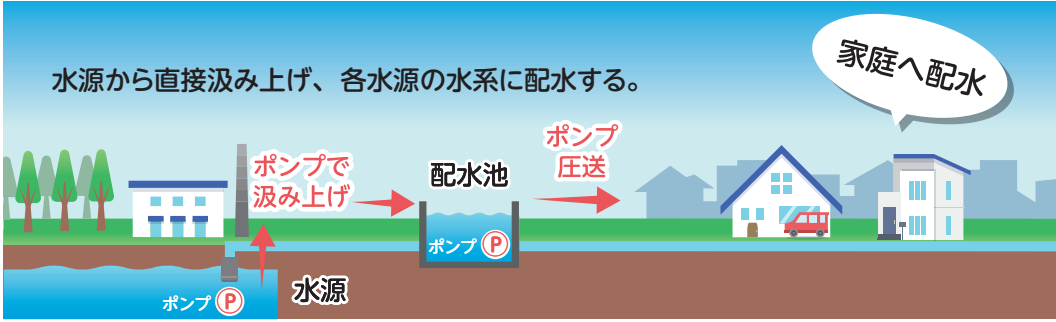 水源から直接汲み上げ、各水源の水系に配水する。
家庭へ配水
ポンプで
汲み上げ
配水池
ポンプ
圧送
ポンプ P
ポンプ P
水源